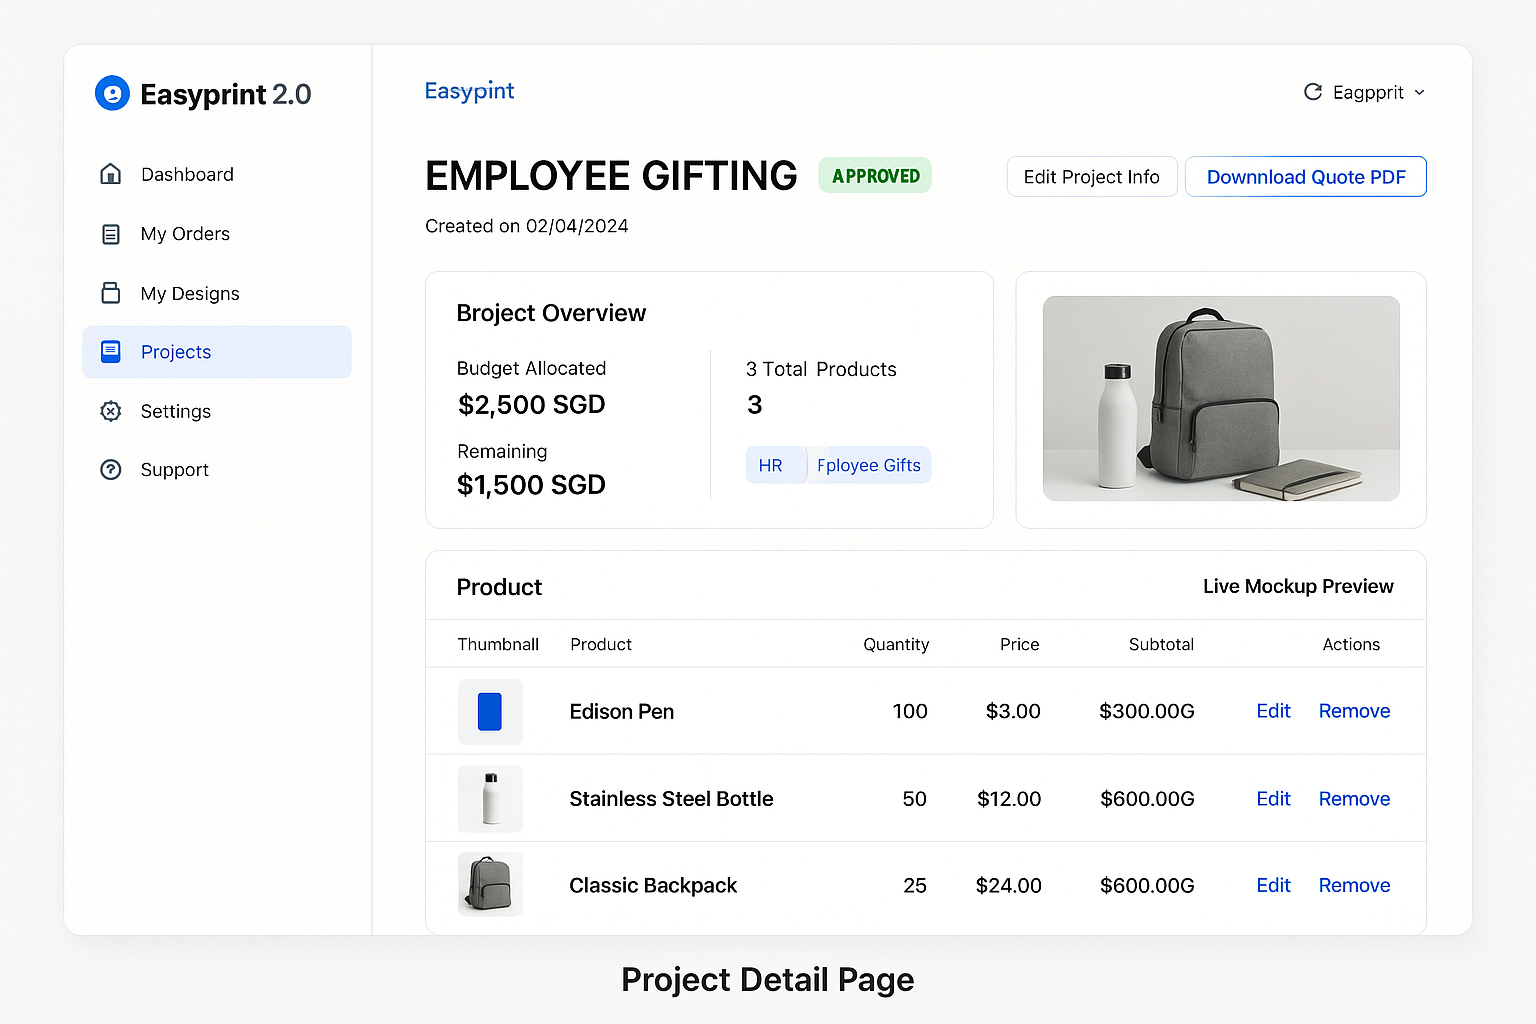 Easyprint 2.0
Dashboard
My Orders
My Designs
Projects
Settings
Support
Easypint
Eagpprit
EMPLOYEE GIFTING
APPROVED
Edit Project Info
Downnload Quote PDF
Created on 02/04/2024
Broject Overview
Budget Allocated
$2,500 SGD
Remaining
$1,500 SGD
3 Total Products
3
HR
Fployee Gifts
Product
Live Mockup Preview
Thumbnall Product Quantity Price Subtotal Actions
Edison Pen 100 $3.00 $300.00G Edit Remove
Stainless Steel Bottle 50 $12.00 $600.00G Edit Remove
Classic Backpack 25 $24.00 $600.00G Edit Remove
Project Detail Page